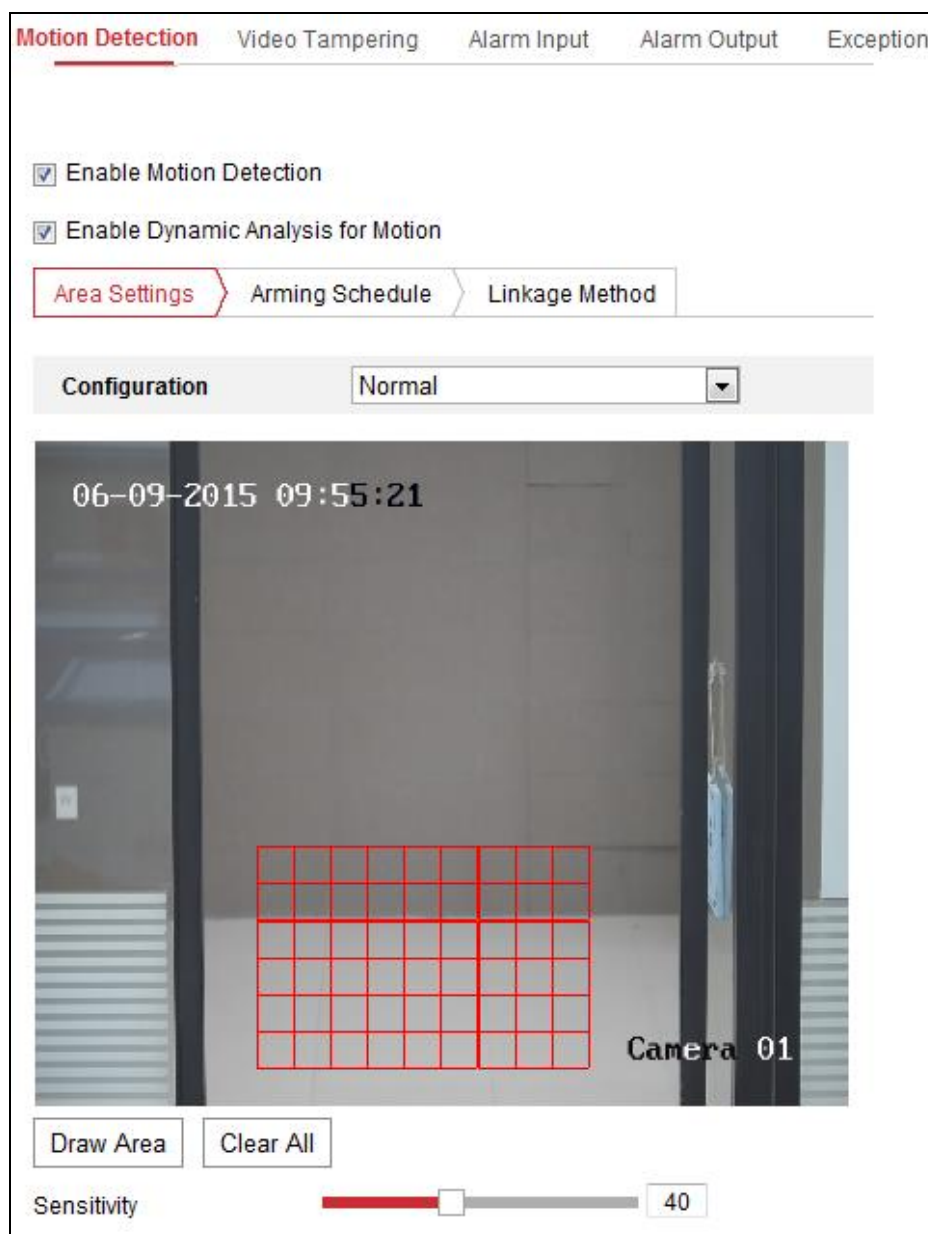 Motion Detection Video Tampering Alarm Input Alarm Output Exception
Enable Motion Detection
Enable Dynamic Analysis for Motion
Area Settings Arming Schedule Linkage Method
Configuration Normal
06-09-2015 09:55:21
Camera 01
Draw Area Clear All
Sensitivity 40